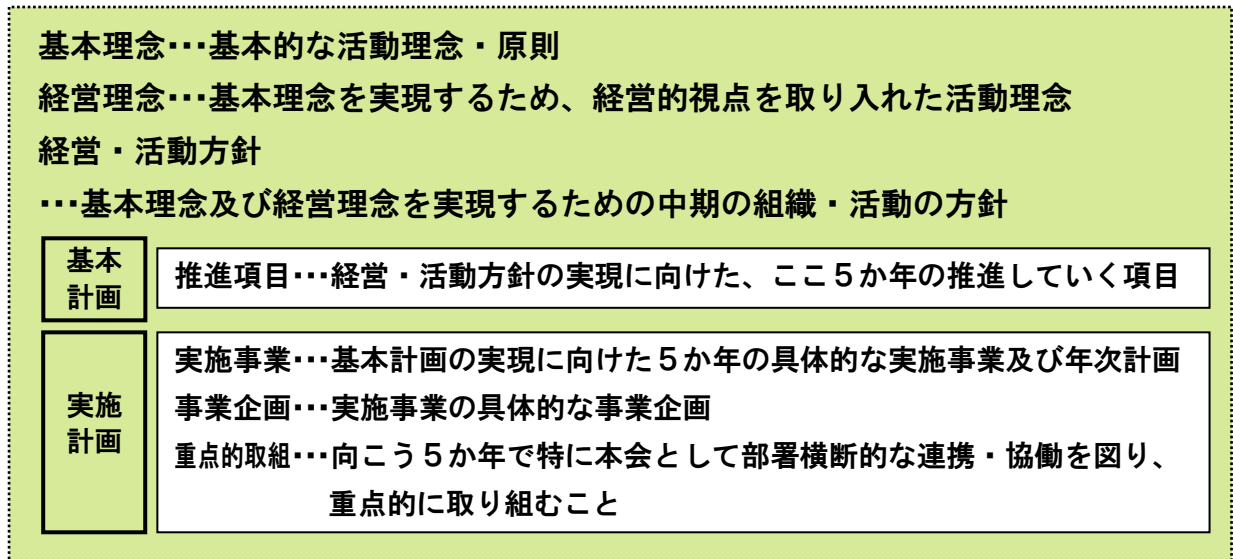 基本理念･･･基本的な活動理念・原則
経営理念･･･基本理念を実現するため、経営的視点を取り入れた活動理念
経営・活動方針
･･･基本理念及び経営理念を実現するための中期の組織・活動の方針
基本
計画
推進項目･･･経営・活動方針の実現に向けた、ここ５か年の推進していく項目
実施
計画
実施事業･･･基本計画の実現に向けた５か年の具体的な実施事業及び年次計画
事業企画･･･実施事業の具体的な事業企画
重点的取組･･･向こう５か年で特に本会として部署横断的な連携・協働を図り、
重点的に取り組むこと